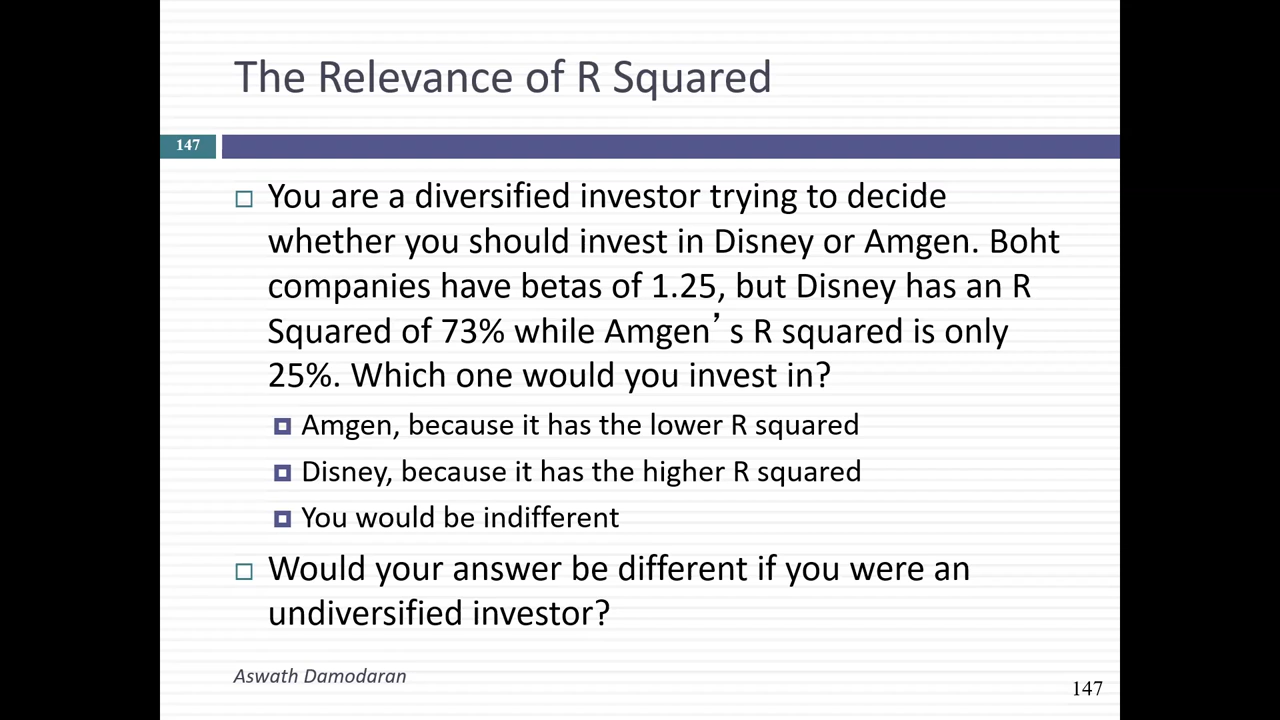 The Relevance of R Squared
147
You are a diversified investor trying to decide
whether you should invest in Disney or Amgen. Boht
companies have betas of 1.25, but Disney has an R
Squared of 73% while Amgen’s R squared is only
25%. Which one would you invest in?
Amgen, because it has the lower R squared
Disney, because it has the higher R squared
You would be indifferent
Would your answer be different if you were an
undiversified investor?
Aswath Damodaran
147